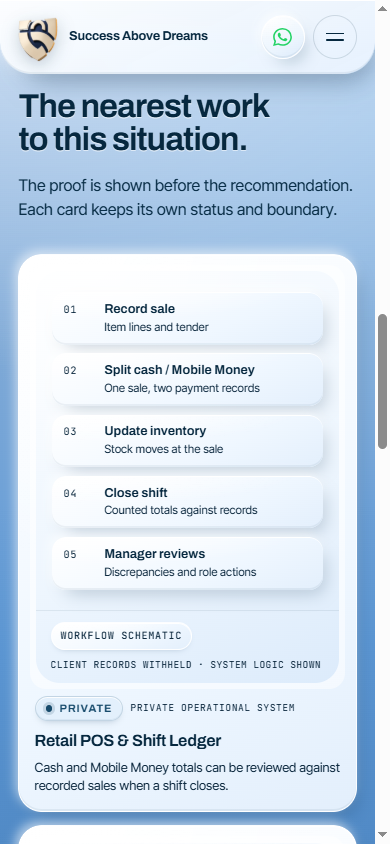 Success Above Dreams
The nearest work
to this situation.
The proof is shown before the recommendation.
Each card keeps its own status and boundary.
01 Record sale
Item lines and tender
02 Split cash / Mobile Money
One sale, two payment records
03 Update inventory
Stock moves at the sale
04 Close shift
Counted totals against records
05 Manager reviews
Discrepancies and role actions
WORKFLOW SCHEMATIC
CLIENT RECORDS WITHHELD · SYSTEM LOGIC SHOWN
PRIVATE PRIVATE OPERATIONAL SYSTEM
Retail POS & Shift Ledger
Cash and Mobile Money totals can be reviewed against
recorded sales when a shift closes.